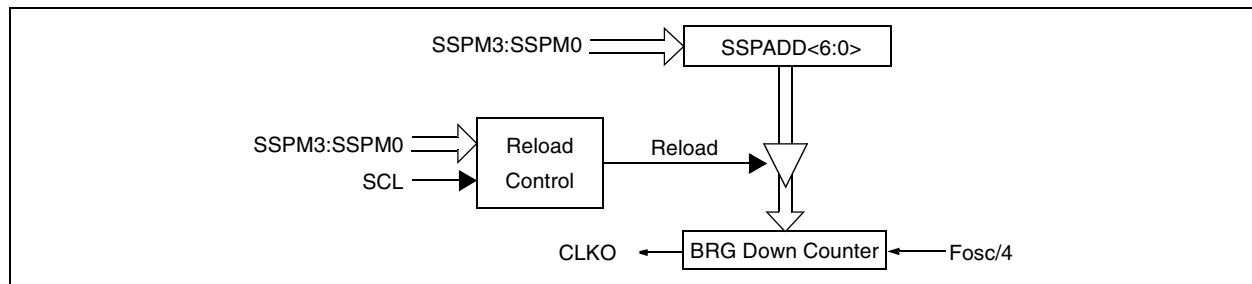 SSPM3:SSPM0
SSPADD<6:0>
SSPM3:SSPM0
SCL
Reload
Control
Reload
CLKO
BRG Down Counter
Fosc/4